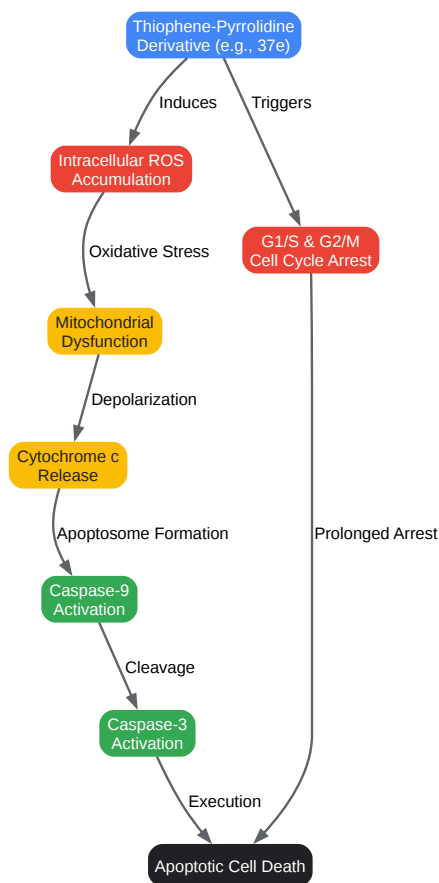 Thiophene-Pyrrolidine
Derivative (e.g., 37e)
Induces
Triggers
Intracellular ROS
Accumulation
G1/S & G2/M
Cell Cycle Arrest
Oxidative Stress
Mitochondrial
Dysfunction
Depolarization
Cytochrome c
Release
Apoptosome Formation
Prolonged Arrest
Caspase-9
Activation
Cleavage
Caspase-3
Activation
Execution
Apoptotic Cell Death